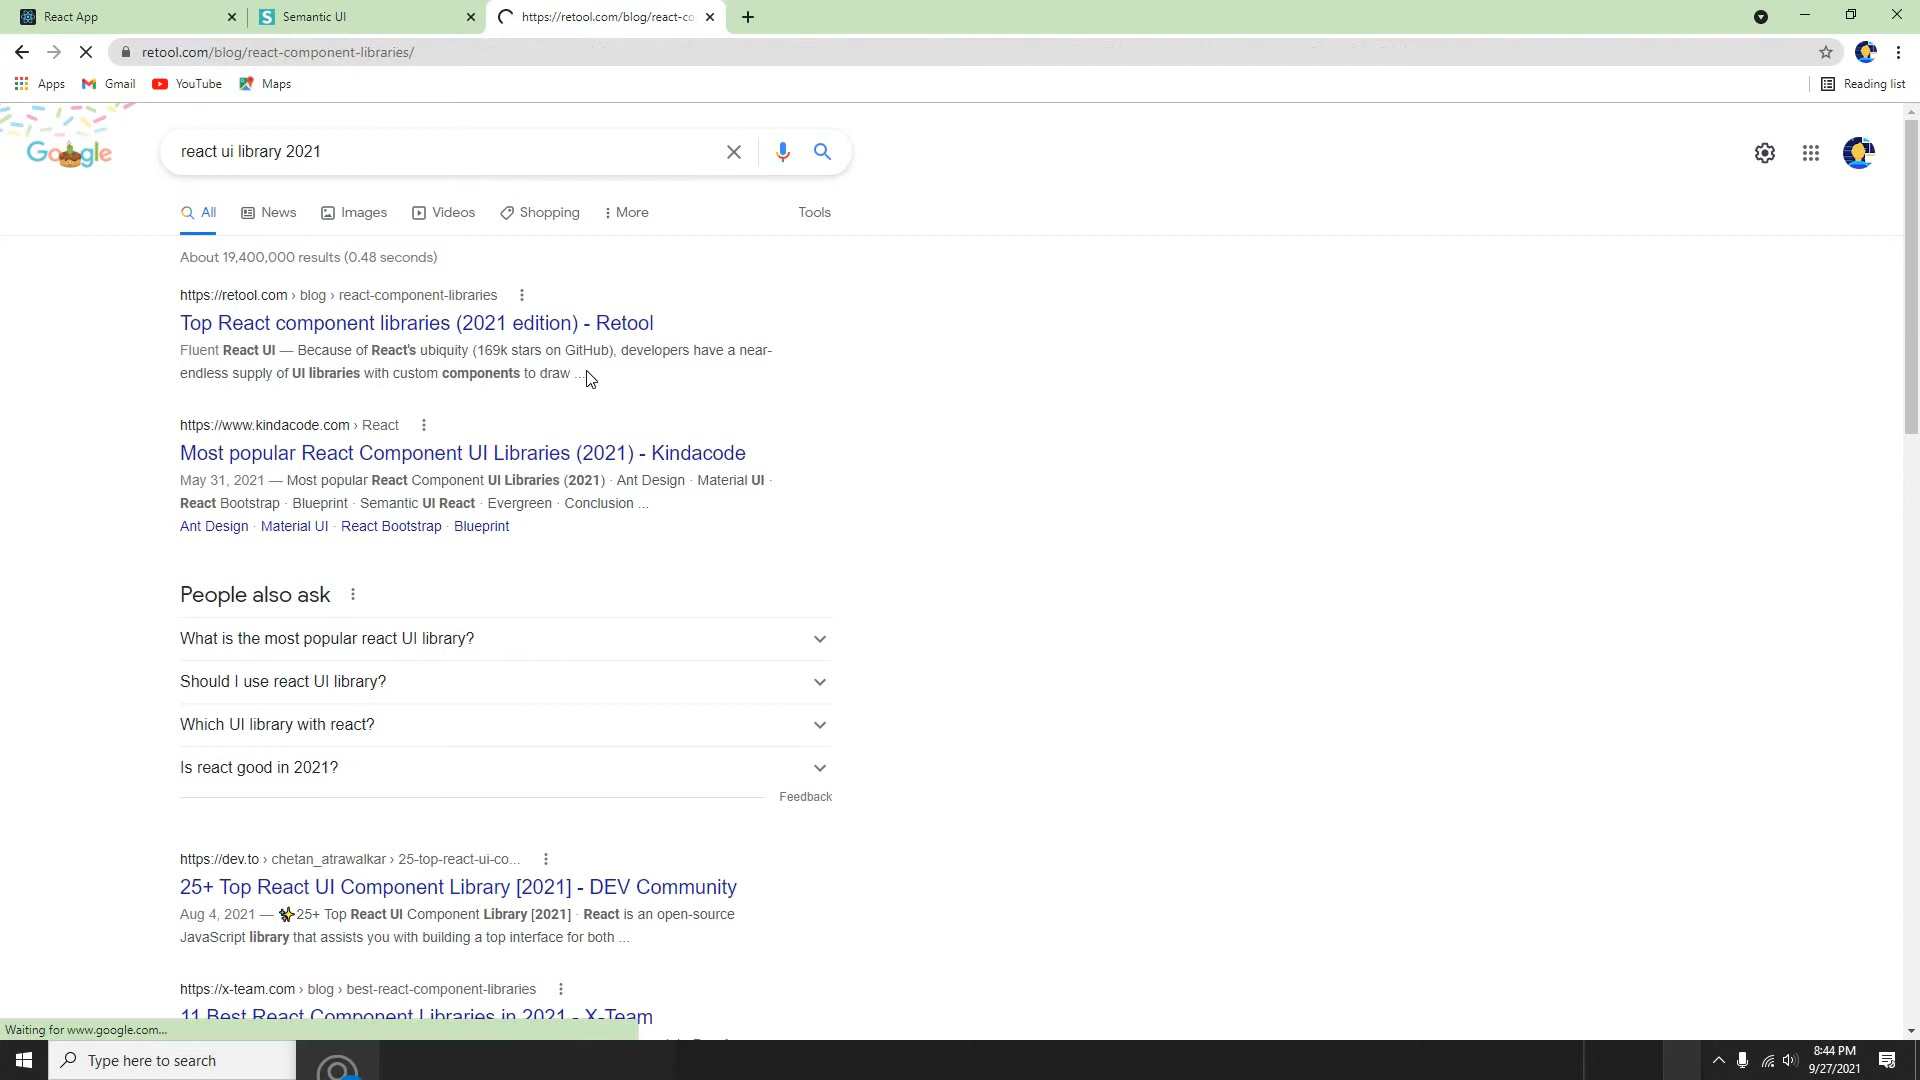 React App
Semantic UI
https://retool.com/blog/react-co
retool.com/blog/react-component-libraries/
Apps
Gmail
YouTube
Maps
Reading list
Google
react ui library 2021
All
News
Images
Videos
Shopping
More
Tools
About 19,400,000 results (0.48 seconds)
https://retool.com › blog › react-component-libraries
Top React component libraries (2021 edition) - Retool
Fluent React UI — Because of React's ubiquity (169k stars on GitHub), developers have a near-
endless supply of UI libraries with custom components to draw ...
https://www.kindacode.com › React
Most popular React Component UI Libraries (2021) - Kindacode
May 31, 2021 — Most popular React Component UI Libraries (2021) · Ant Design · Material UI ·
React Bootstrap · Blueprint · Semantic UI React · Evergreen · Conclusion ...
Ant Design · Material UI · React Bootstrap · Blueprint
People also ask
What is the most popular react UI library?
Should I use react UI library?
Which UI library with react?
Is react good in 2021?
Feedback
https://dev.to › chetan_atrawalkar › 25-top-react-ui-co...
25+ Top React UI Component Library [2021] - DEV Community
Aug 4, 2021 — ✨25+ Top React UI Component Library [2021] · React is an open-source
JavaScript library that assists you with building a top interface for both ...
https://x-team.com › blog › best-react-component-libraries
11 Best React Component Libraries in 2021 - X-Team
Waiting for www.google.com...
Type here to search
8:44 PM
9/27/2021